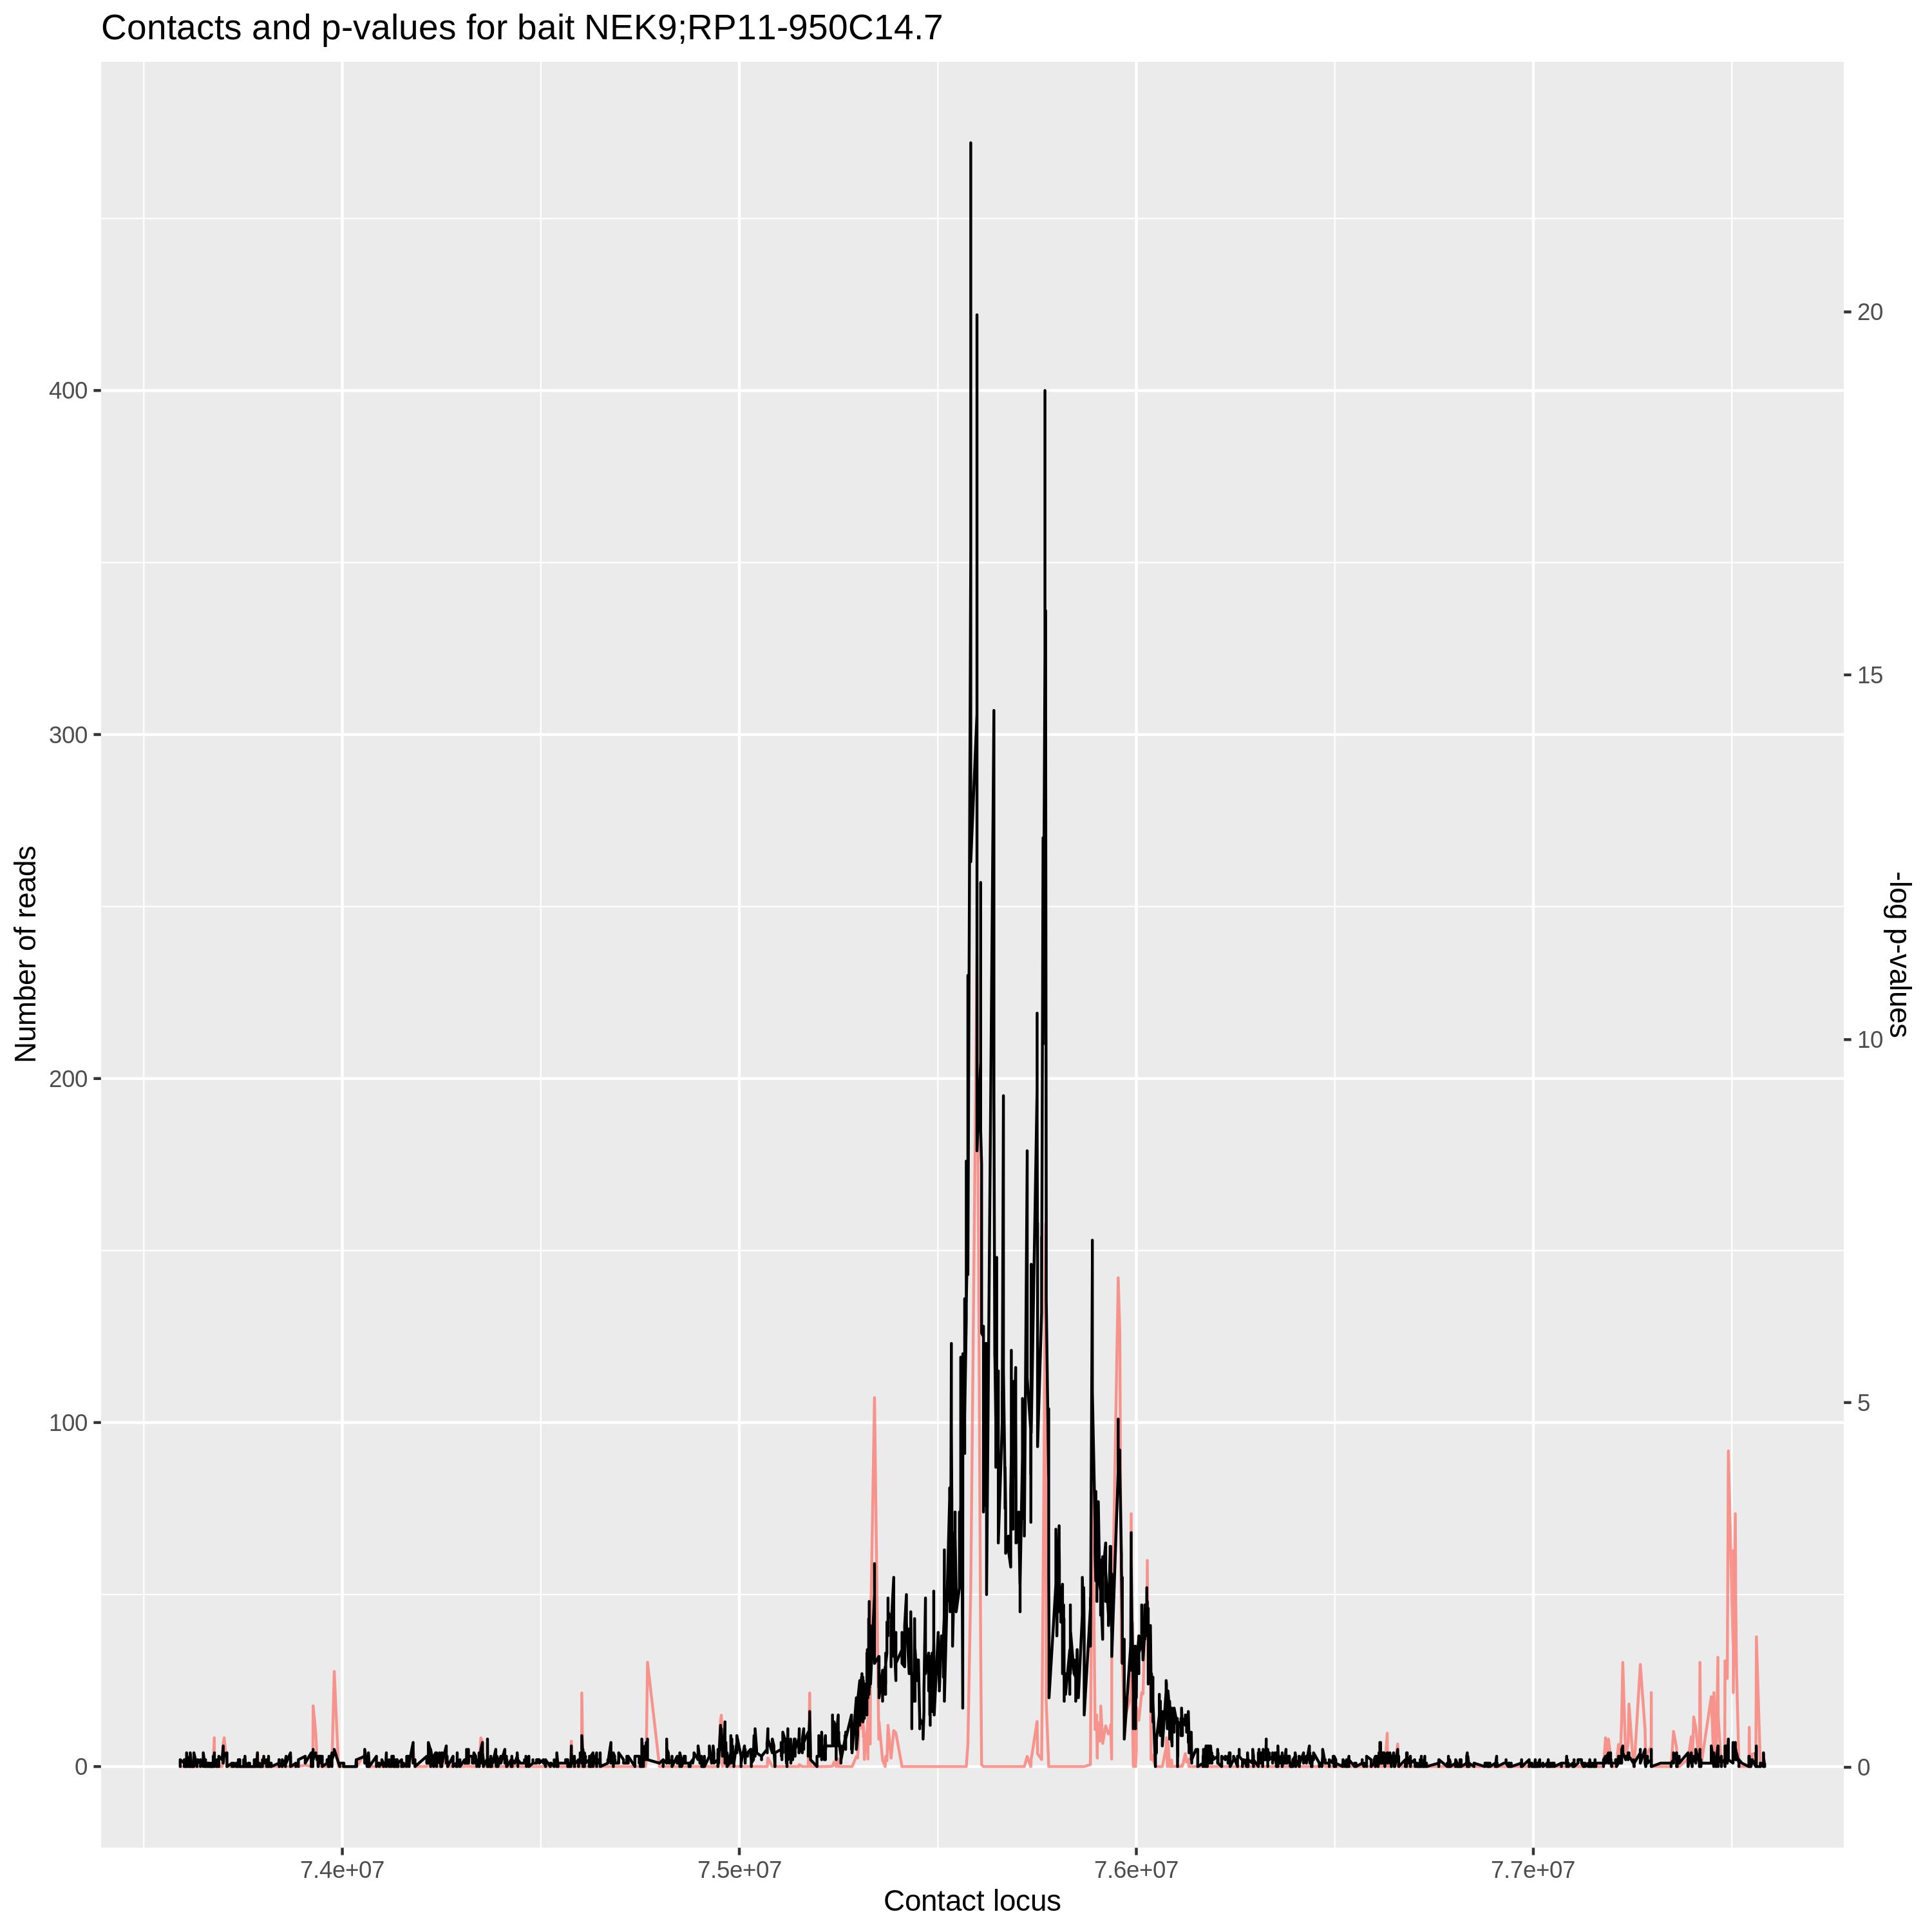 Contacts and p-values for bait NEK9;RP11-950C14.7
400
300
200
100
0
Number of reads
20
15
10
5
0
-log p-values
7.4e+07
7.5e+07
7.6e+07
7.7e+07
Contact locus